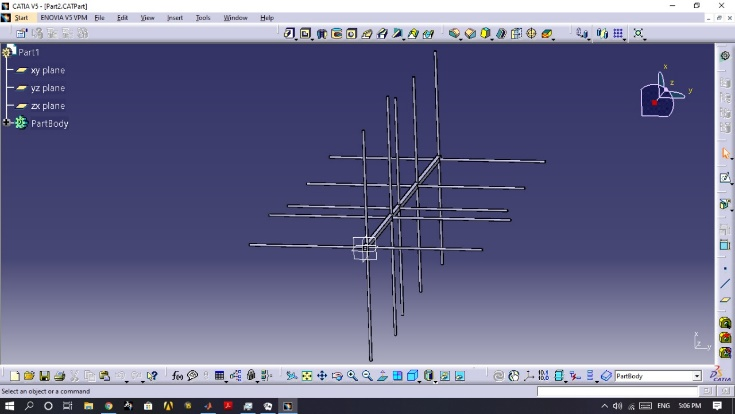 CATIA V5 - [Part2.CATPart]
Start ENOVIA V5 VPM File Edit View Insert Tools Window Help
Part1
xy plane
yz plane
zx plane
PartBody
x
z
y
x
z y
f(x)
PartBody
CATIA
Select an object or a command
ENG 5:06 PM